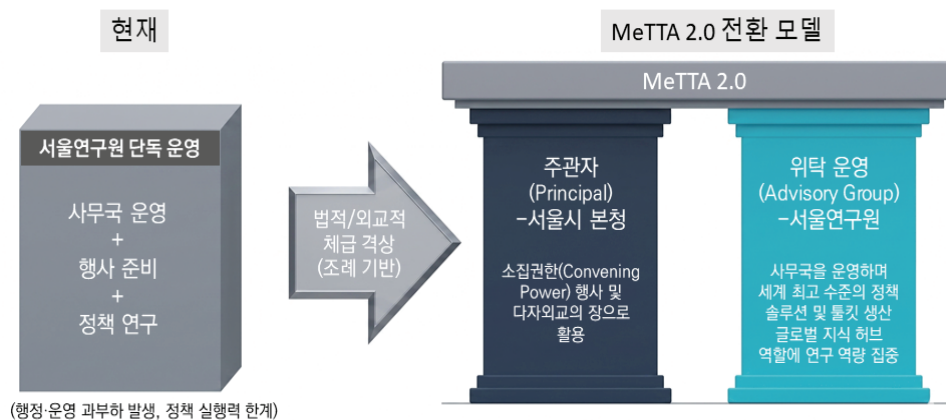 현재
서울연구원 단독 운영
사무국 운영
+
행사 준비
+
정책 연구
(행정·운영 과부하 발생, 정책 실행력 한계)
법적/외교적
체급 격상
(조례 기반)
MeTTA 2.0 전환 모델
MeTTA 2.0
주관자
(Principal)
–서울시 본청
소집권한(Convening
Power) 행사 및
다자외교의 장으로
활용
위탁 운영
(Advisory Group)
–서울연구원
사무국을 운영하며
세계 최고 수준의 정책
솔루션 및 툴킷 생산
글로벌 지식 허브
역할에 연구 역량 집중